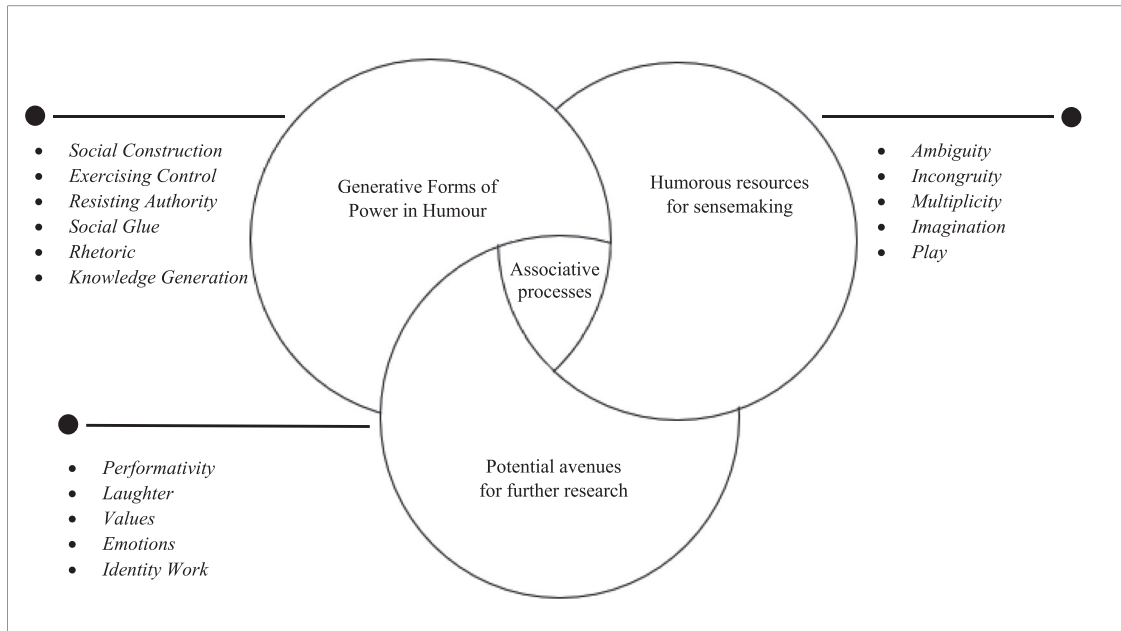 Social Construction
Exercising Control
Resisting Authority
Social Glue
Rhetoric
Knowledge Generation
Generative Forms of
Power in Humour
Humorous resources
for sensemaking
Ambiguity
Incongruity
Multiplicity
Imagination
Play
Associative
processes
Performativity
Laughter
Values
Emotions
Identity Work
Potential avenues
for further research